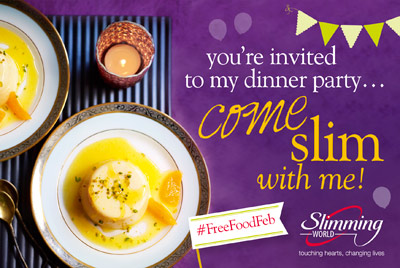 you're invited
to my dinner party...
come
slim
with me!
#FreeFoodFeb
Slimming
WORLD
touching hearts, changing lives